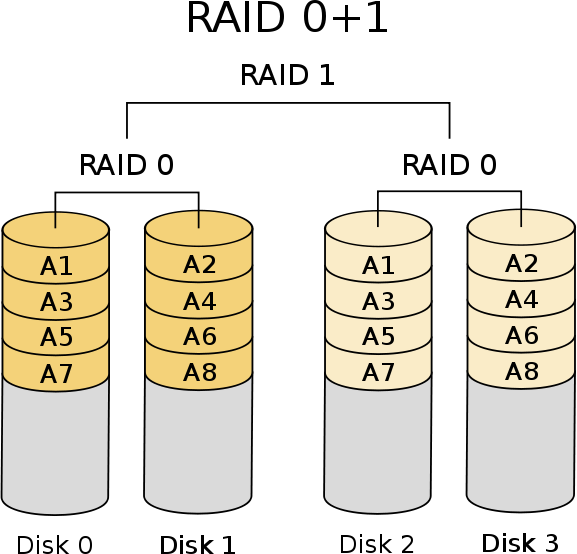 RAID 0+1
RAID 1
RAID 0 RAID 0
A1 A2 A1 A2
A3 A4 A3 A4
A5 A6 A5 A6
A7 A8 A7 A8
Disk 0 Disk 1 Disk 2 Disk 3